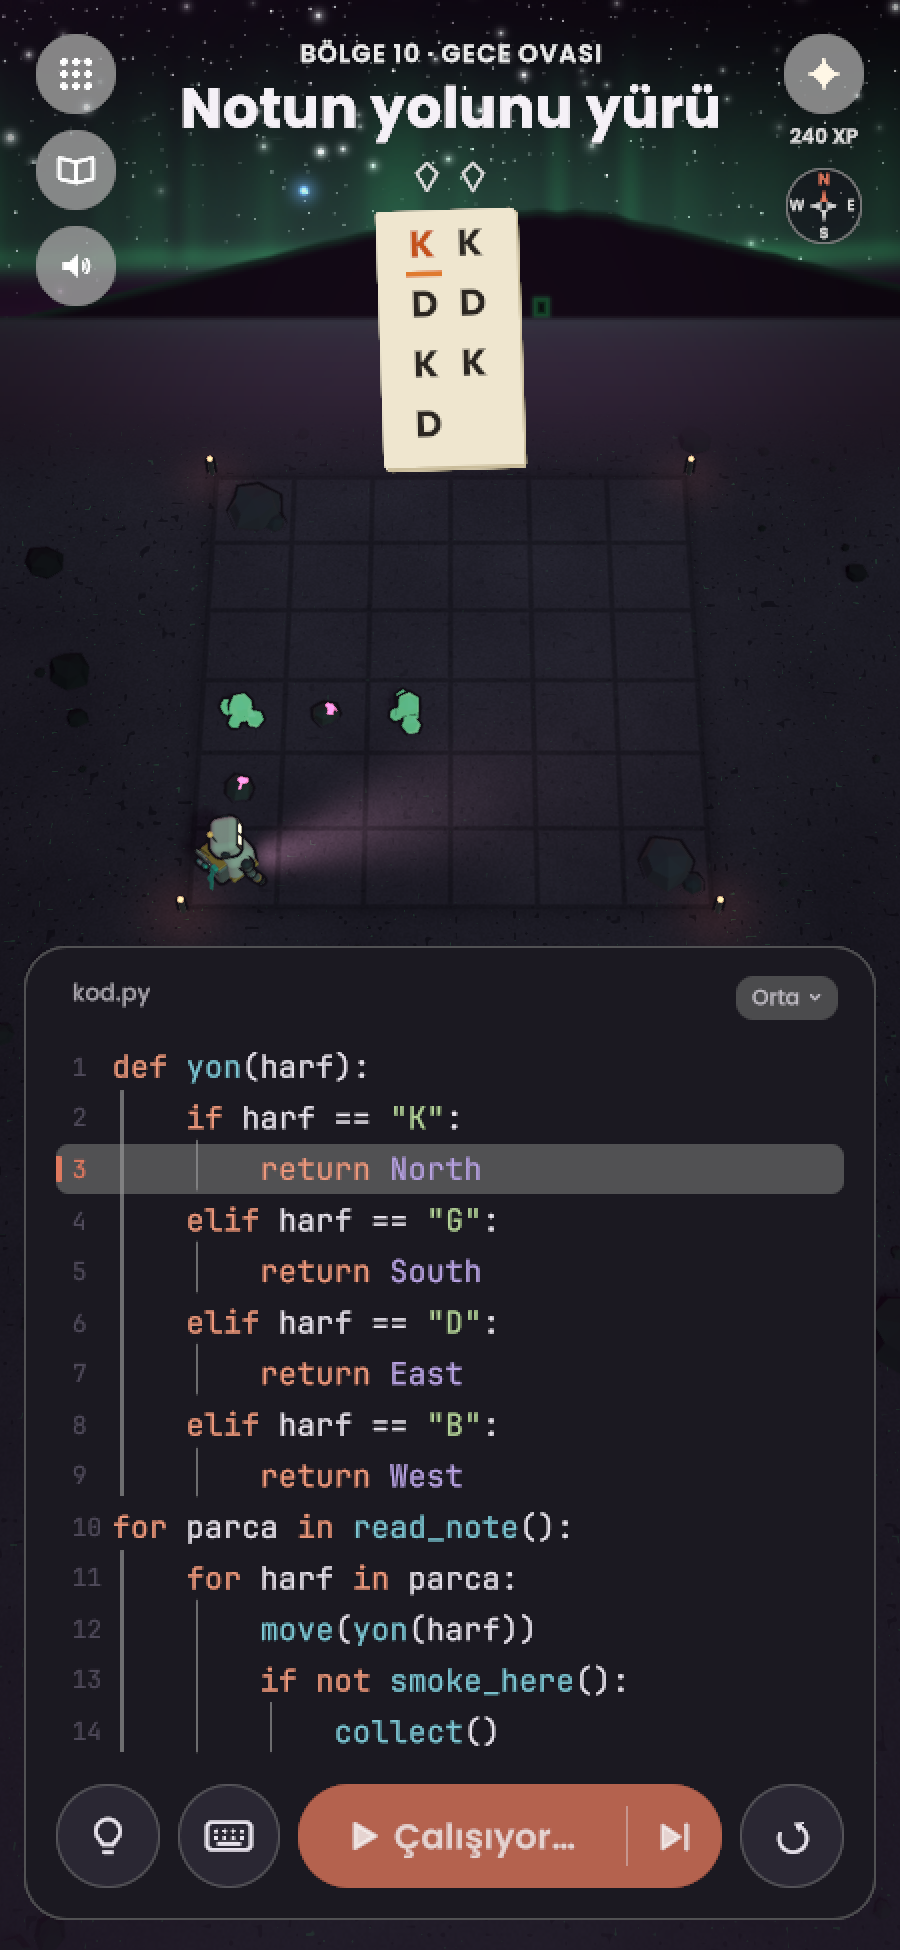 BÖLGE 10 · GECE OVASI
Notun yolunu yürü
240 XP
N
W E
S
K K
D D
K K
D
kod.py
Orta
1 def yon(harf):
2 if harf == "K":
3 return North
4 elif harf == "G":
5 return South
6 elif harf == "D":
7 return East
8 elif harf == "B":
9 return West
10 for parca in read_note():
11 for harf in parca:
12 move(yon(harf))
13 if not smoke_here():
14 collect()
Çalışıyor...